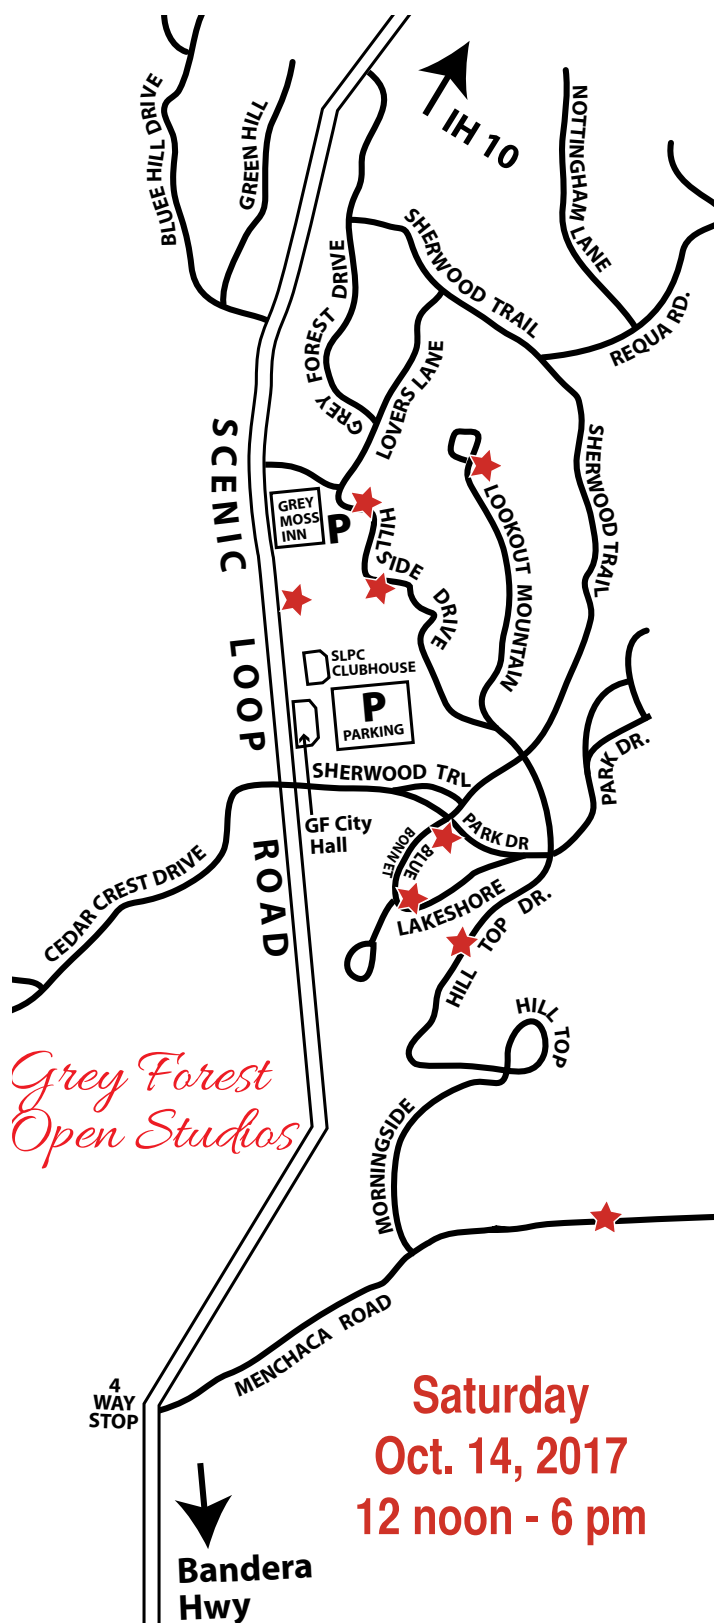 BLUEE HILL DRIVE
GREEN HILL
IH 10
NOTTINGHAM LANE
REQUA RD.
SHERWOOD TRAIL
GREY FOREST DRIVE
LOVERS LANE
SHERWOOD TRAIL
SCENIC LOOP ROAD
GREY
MOSS
INN
P
HILLSIDE DRIVE
LOOKOUT MOUNTAIN
SLPC
CLUBHOUSE
P
PARKING
PARK DR.
SHERWOOD TRL
GF City
Hall
PARK DR
BLUE
BONNET
CEDAR CREST DRIVE
LAKESHORE
HILL TOP DR.
HILL TOP
Grey Forest
Open Studios
MORNINGSIDE
MENCHACA ROAD
4
WAY
STOP
Saturday
Oct. 14, 2017
12 noon - 6 pm
Bandera
Hwy